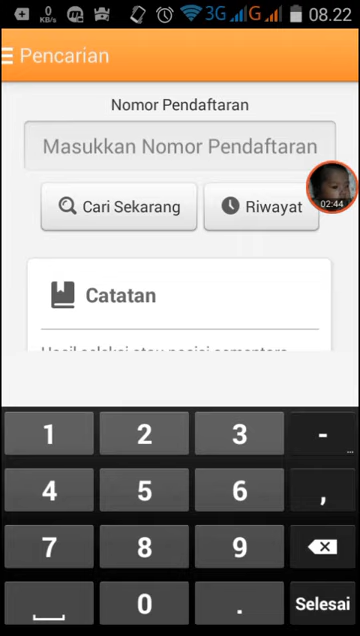 0
KB/s
3G
G
08.22
Pencarian
Nomor Pendaftaran
Masukkan Nomor Pendaftaran
Cari Sekarang
Riwayat
02:44
Catatan
1 2 3 -
...
4 5 6 ,
7 8 9
0 . Selesai